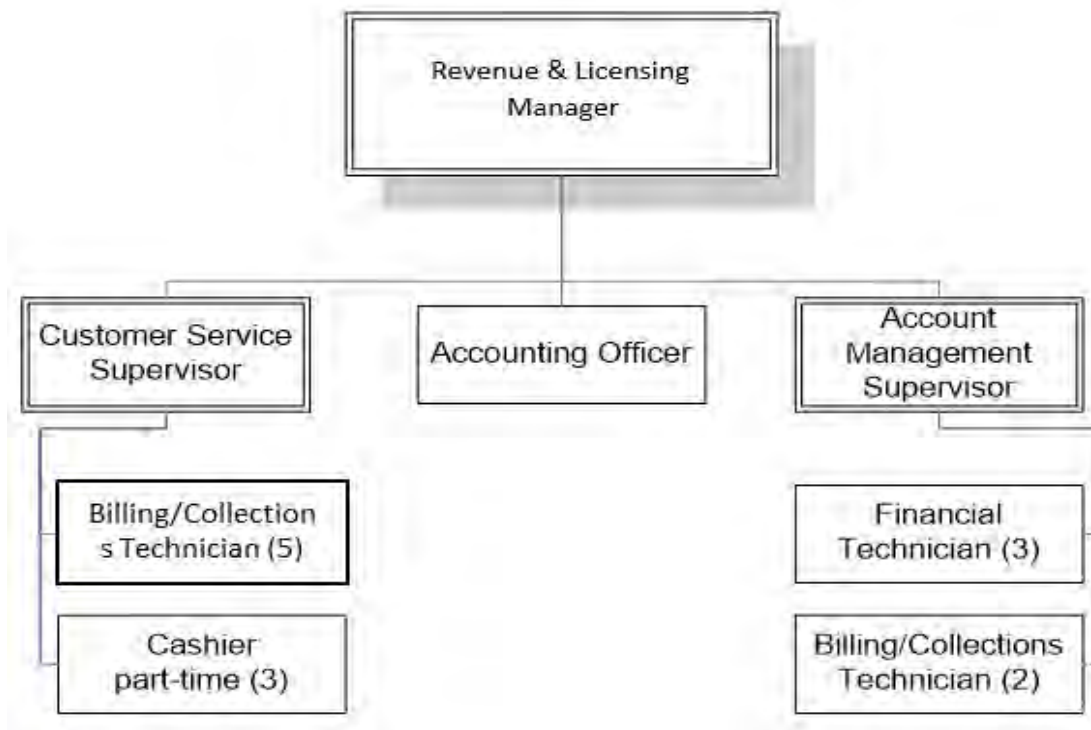 Revenue & Licensing
Manager
Customer Service
Supervisor
Accounting Officer
Account
Management
Supervisor
Billing/Collection
s Technician (5)
Cashier
part-time (3)
Financial
Technician (3)
Billing/Collections
Technician (2)